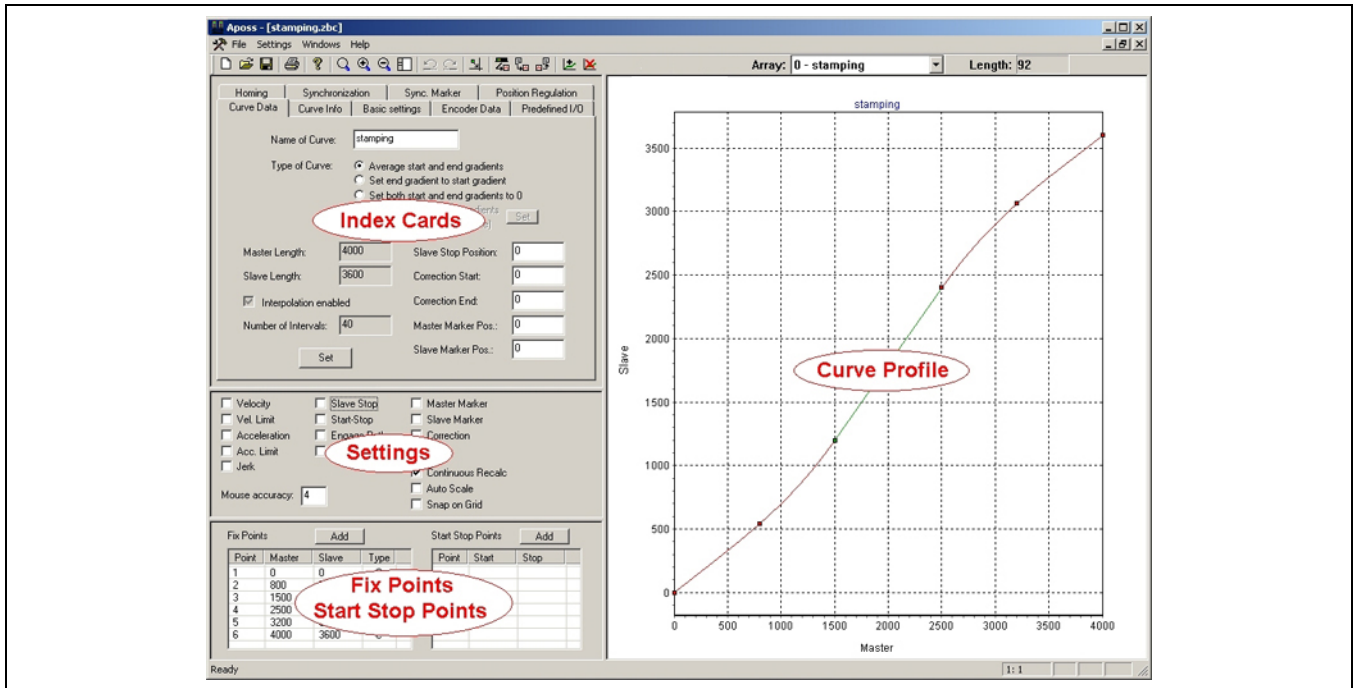 Aposs - [stamping.zbc]
File Settings Windows Help
Array: 0 - stamping Length: 92
Homing Synchronization Sync. Marker Position Regulation
Curve Data Curve Info Basic settings Encoder Data Predefined I/O
Name of Curve: stamping
Type of Curve: Average start and end gradients
Set end gradient to start gradient
Set both start and end gradients to 0
Set
Index Cards
Master Length: 4000 Slave Stop Position: 0
Slave Length: 3600 Correction Start: 0
Interpolation enabled Correction End: 0
Number of Intervals: 40 Master Marker Pos.: 0
Set Slave Marker Pos.: 0
Velocity Slave Stop Master Marker
Vel. Limit Start-Stop Slave Marker
Acceleration Correction
Acc. Limit
Settings
Jerk Continuous Recalc
Auto Scale
Mouse accuracy: 4
Snap on Grid
Fix Points Add Start Stop Points Add
Point Master Slave Type Point Start Stop
1 0 0
2 800
3 1500
4 2500
5 3200
6 4000 3600
Fix Points
Start Stop Points
stamping
3500
3000
2500
2000
Curve Profile
Slave
1500
1000
500
0
0 500 1000 1500 2000 2500 3000 3500 4000
Master
Ready 1: 1